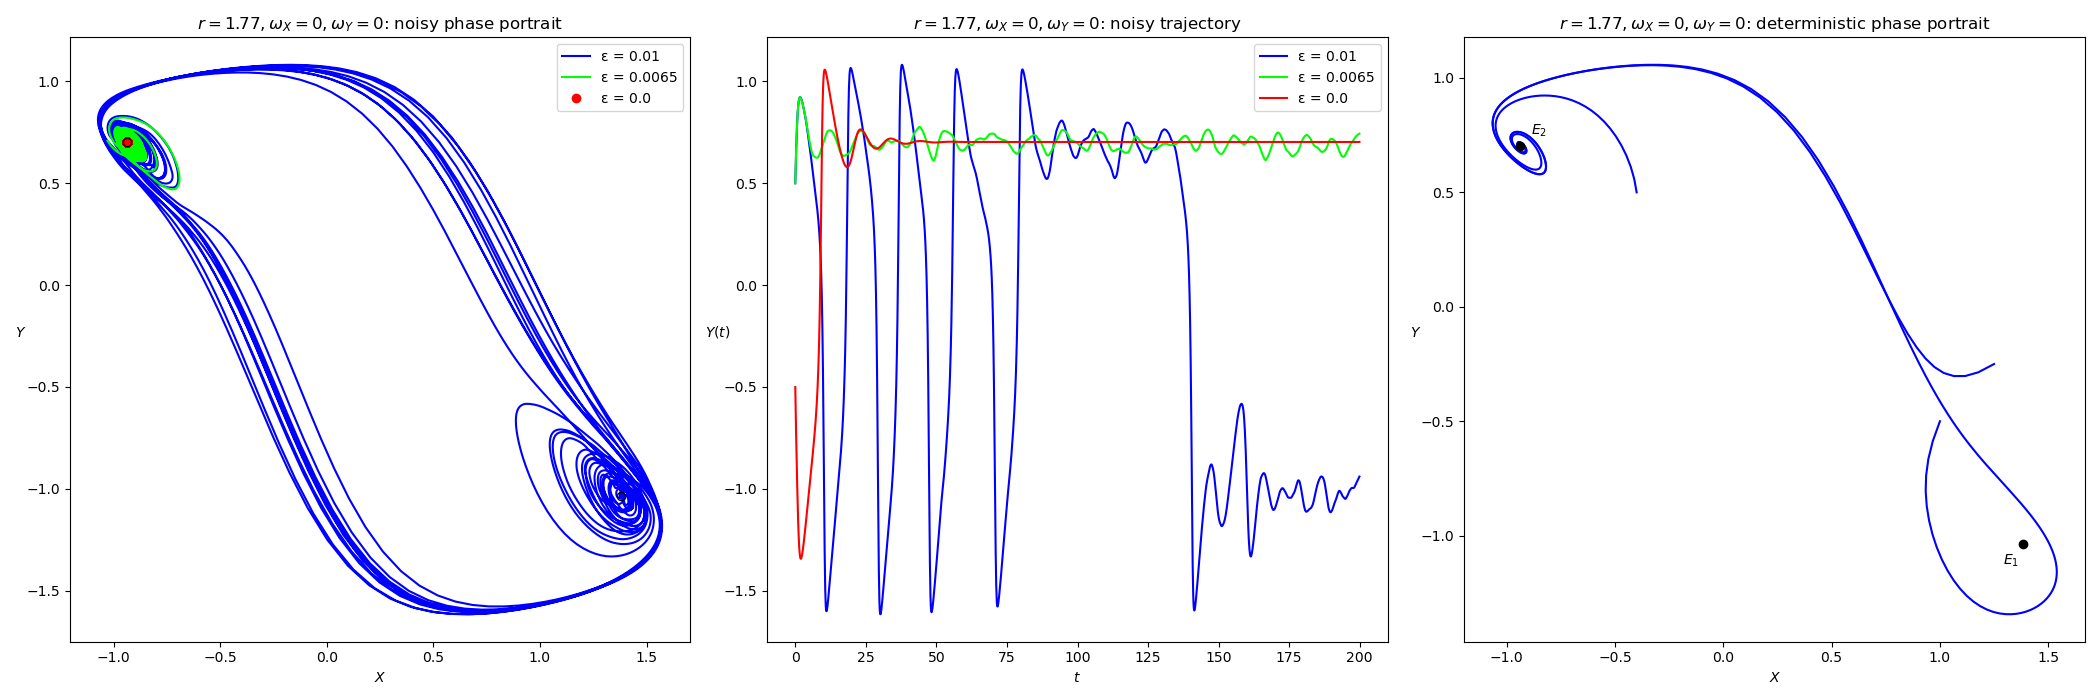 r = 1.77, ω_X = 0, ω_Y = 0: noisy phase portrait
ε = 0.01
ε = 0.0065
ε = 0.0
1.0
0.5
0.0
−0.5
−1.0
−1.5
Y
−1.0 −0.5 0.0 0.5 1.0 1.5
X
r = 1.77, ω_X = 0, ω_Y = 0: noisy trajectory
ε = 0.01
ε = 0.0065
ε = 0.0
1.0
0.5
0.0
−0.5
−1.0
−1.5
Y(t)
0 25 50 75 100 125 150 175 200
t
r = 1.77, ω_X = 0, ω_Y = 0: deterministic phase portrait
E_2
E_1
1.0
0.5
0.0
−0.5
−1.0
Y
−1.0 −0.5 0.0 0.5 1.0 1.5
X